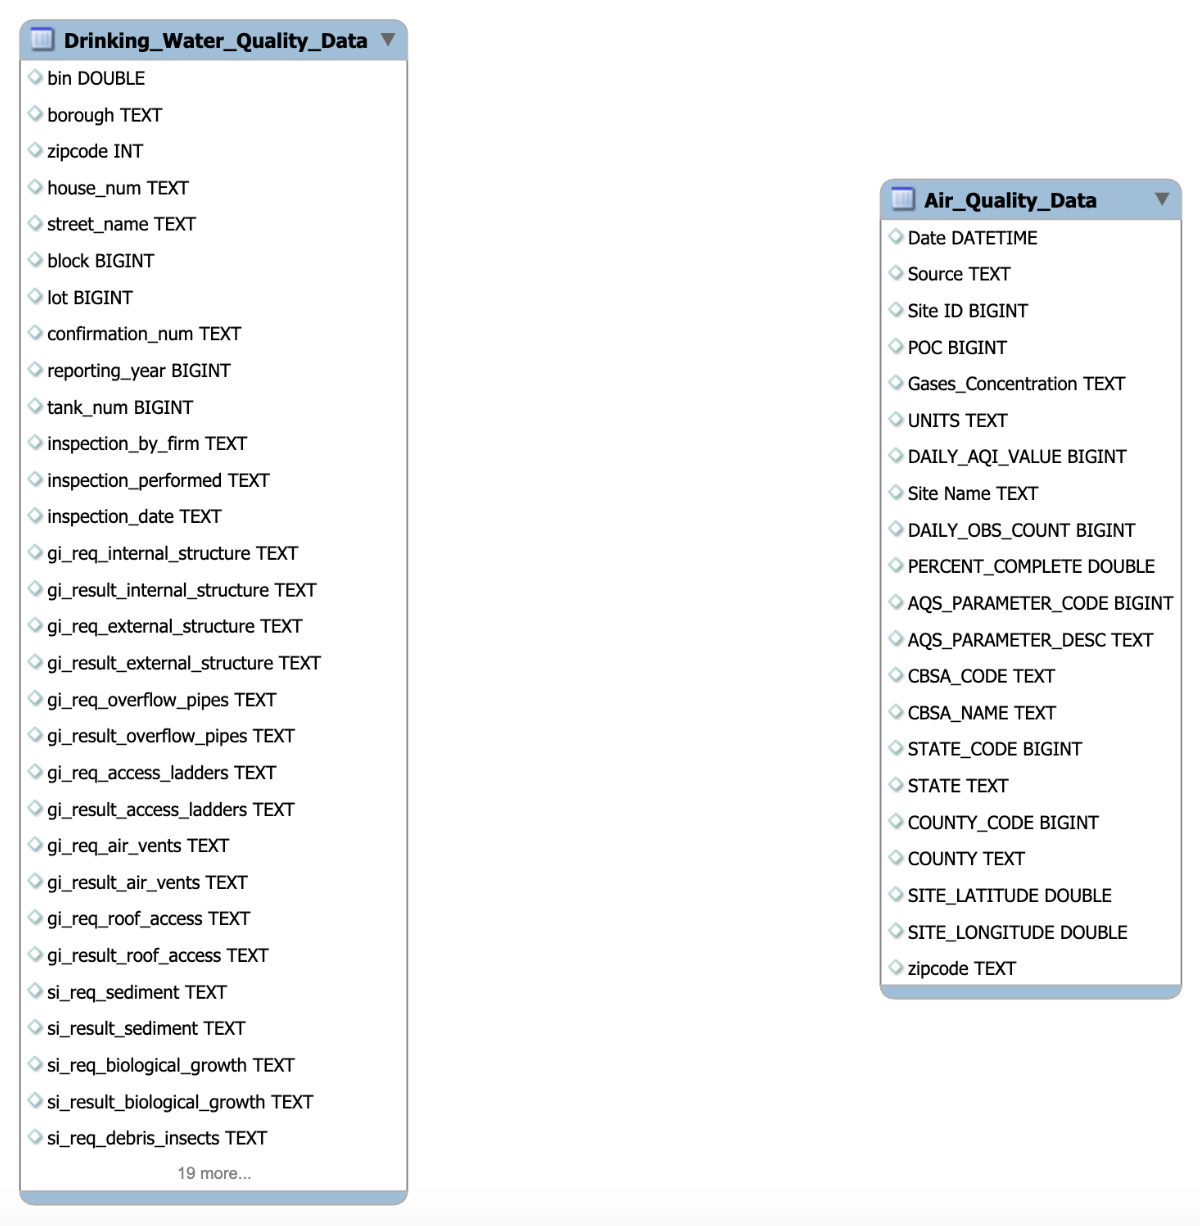 Drinking_Water_Quality_Data
bin DOUBLE
borough TEXT
zipcode INT
house_num TEXT
street_name TEXT
block BIGINT
lot BIGINT
confirmation_num TEXT
reporting_year BIGINT
tank_num BIGINT
inspection_by_firm TEXT
inspection_performed TEXT
inspection_date TEXT
gi_req_internal_structure TEXT
gi_result_internal_structure TEXT
gi_req_external_structure TEXT
gi_result_external_structure TEXT
gi_req_overflow_pipes TEXT
gi_result_overflow_pipes TEXT
gi_req_access_ladders TEXT
gi_result_access_ladders TEXT
gi_req_air_vents TEXT
gi_result_air_vents TEXT
gi_req_roof_access TEXT
gi_result_roof_access TEXT
si_req_sediment TEXT
si_result_sediment TEXT
si_req_biological_growth TEXT
si_result_biological_growth TEXT
si_req_debris_insects TEXT
19 more...
Air_Quality_Data
Date DATETIME
Source TEXT
Site ID BIGINT
POC BIGINT
Gases_Concentration TEXT
UNITS TEXT
DAILY_AQI_VALUE BIGINT
Site Name TEXT
DAILY_OBS_COUNT BIGINT
PERCENT_COMPLETE DOUBLE
AQS_PARAMETER_CODE BIGINT
AQS_PARAMETER_DESC TEXT
CBSA_CODE TEXT
CBSA_NAME TEXT
STATE_CODE BIGINT
STATE TEXT
COUNTY_CODE BIGINT
COUNTY TEXT
SITE_LATITUDE DOUBLE
SITE_LONGITUDE DOUBLE
zipcode TEXT